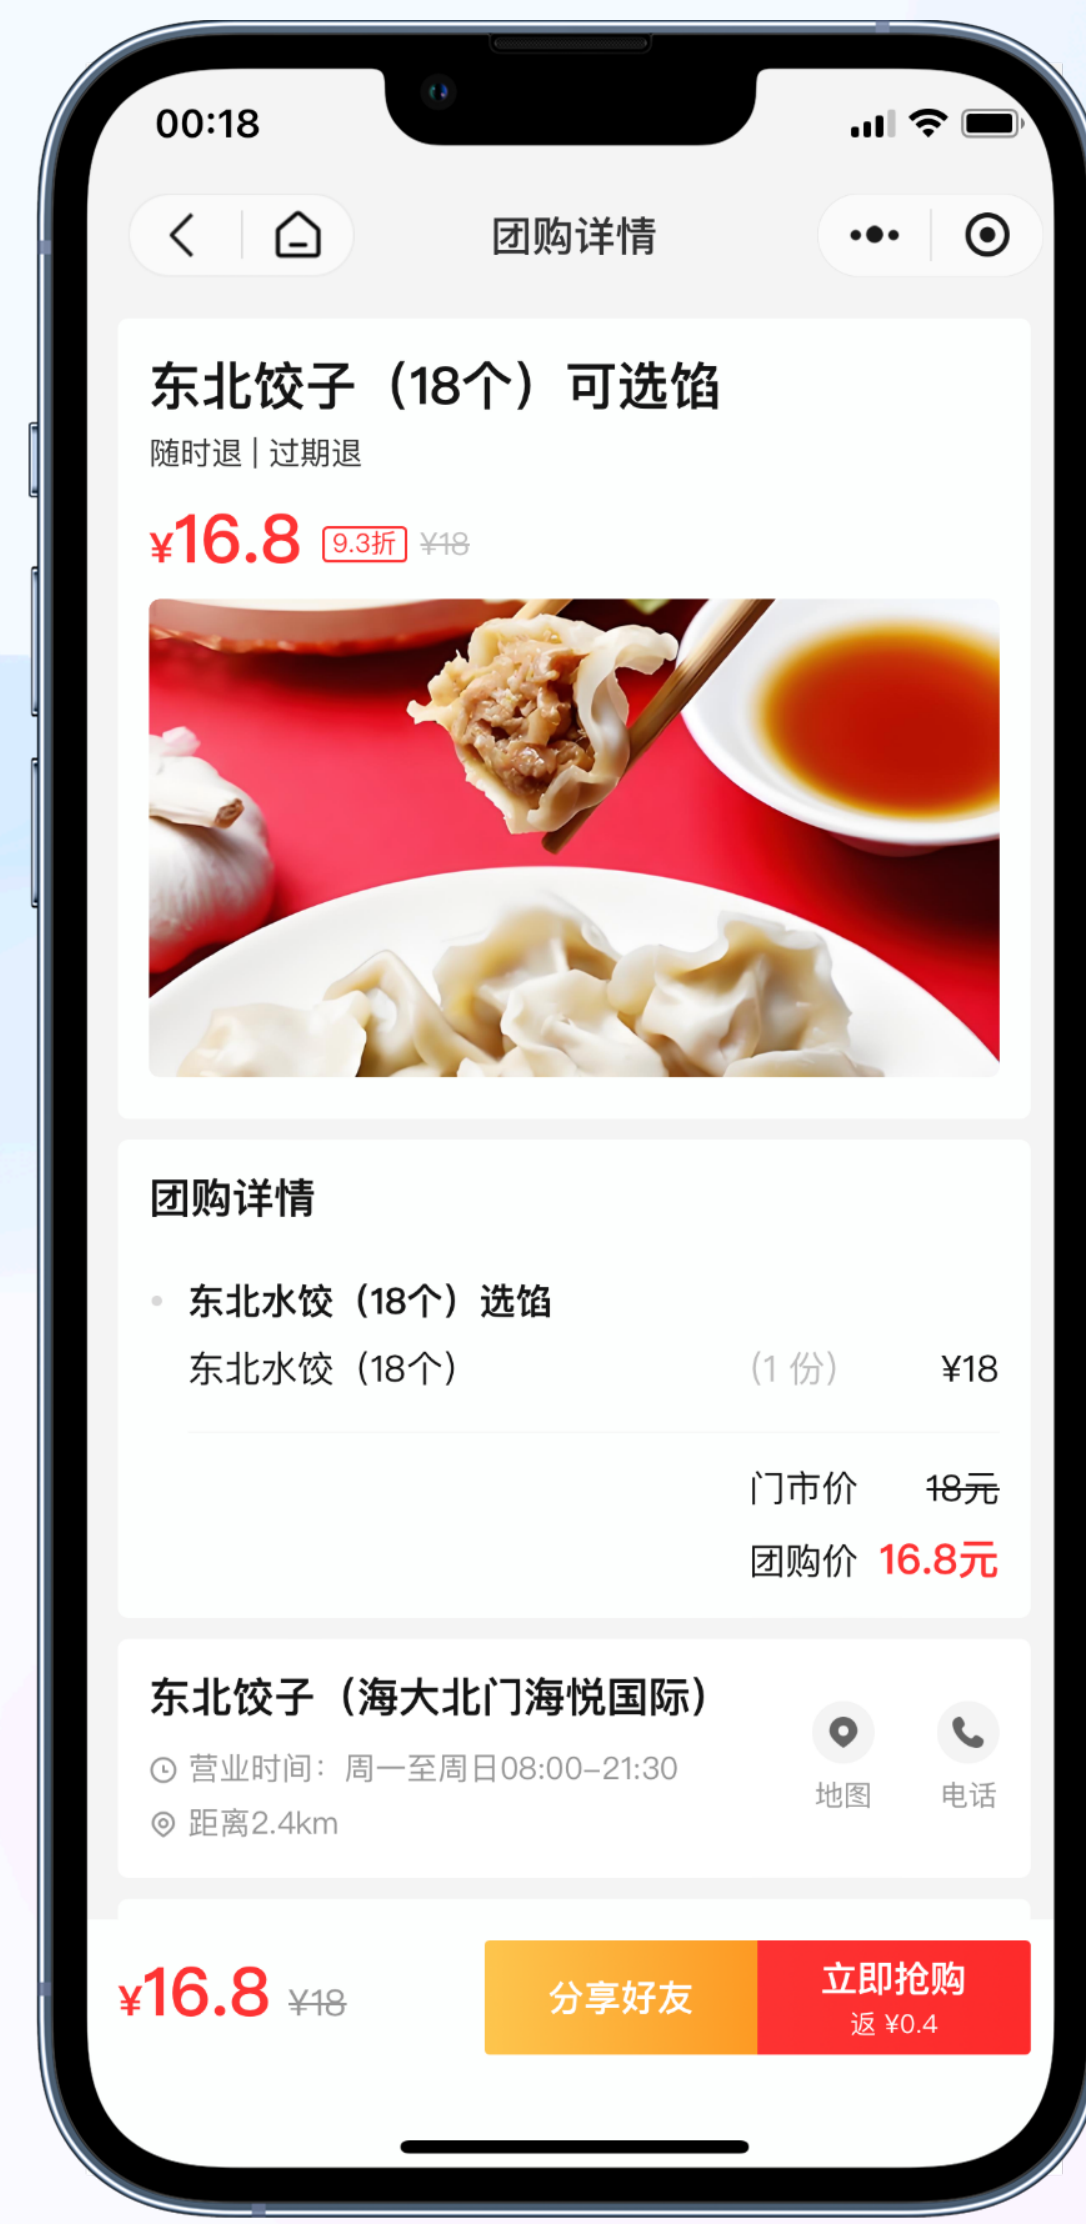 00:18
团购详情
东北饺子（18个）可选馅
随时退 | 过期退
¥16.8 9.3折 ¥18
团购详情
东北水饺（18个）选馅
东北水饺（18个） (1 份) ¥18
门市价 18元
团购价 16.8元
东北饺子（海大北门海悦国际）
营业时间：周一至周日08:00-21:30
距离2.4km
地图 电话
¥16.8 ¥18
分享好友
立即抢购
返 ¥0.4